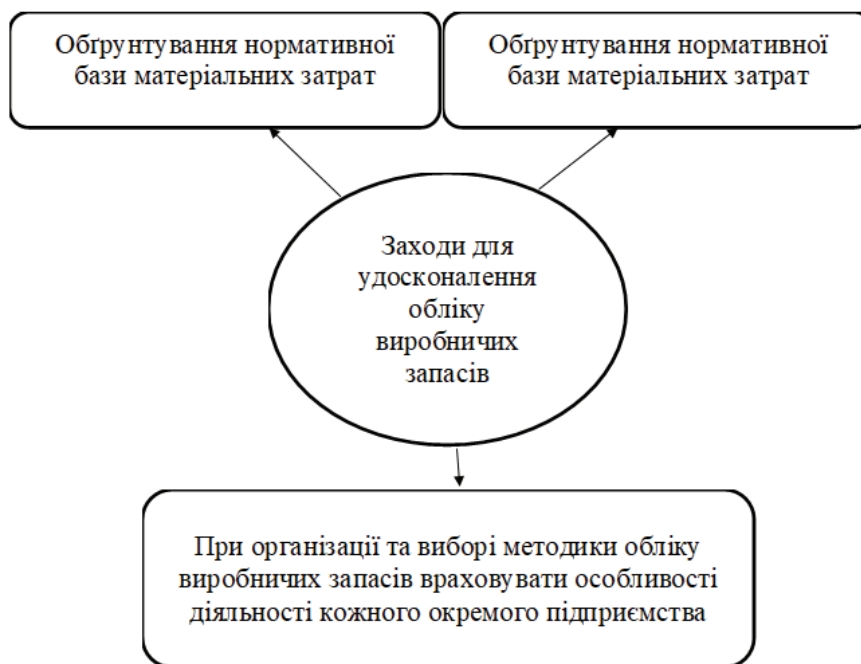 Обґрунтування нормативної
бази матеріальних затрат
Обґрунтування нормативної
бази матеріальних затрат
Заходи для
удосконалення
обліку
виробничих
запасів
При організації та виборі методики обліку
виробничих запасів враховувати особливості
діяльності кожного окремого підприємства